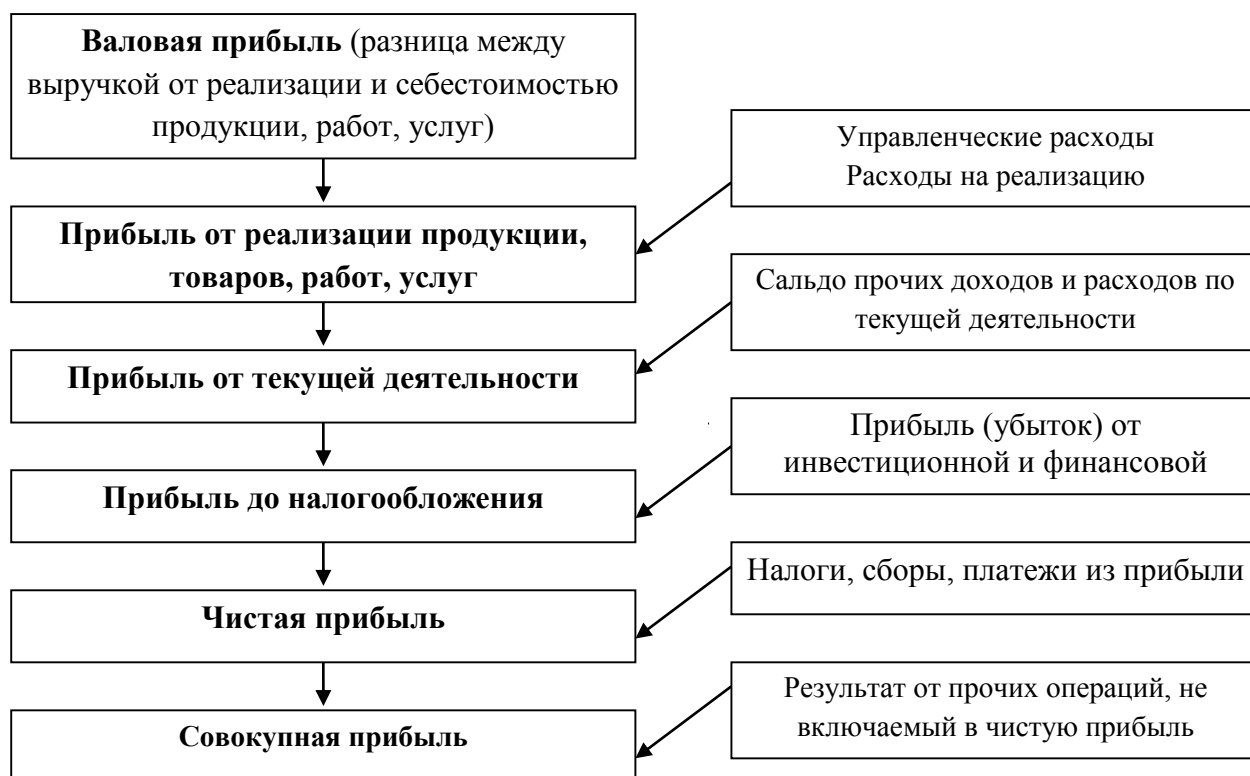 Валовая прибыль (разница между
выручкой от реализации и себестоимостью
продукции, работ, услуг)
Управленческие расходы
Расходы на реализацию
Прибыль от реализации продукции,
товаров, работ, услуг
Сальдо прочих доходов и расходов по
текущей деятельности
Прибыль от текущей деятельности
Прибыль (убыток) от
инвестиционной и финансовой
Прибыль до налогообложения
Налоги, сборы, платежи из прибыли
Чистая прибыль
Результат от прочих операций, не
включаемый в чистую прибыль
Совокупная прибыль